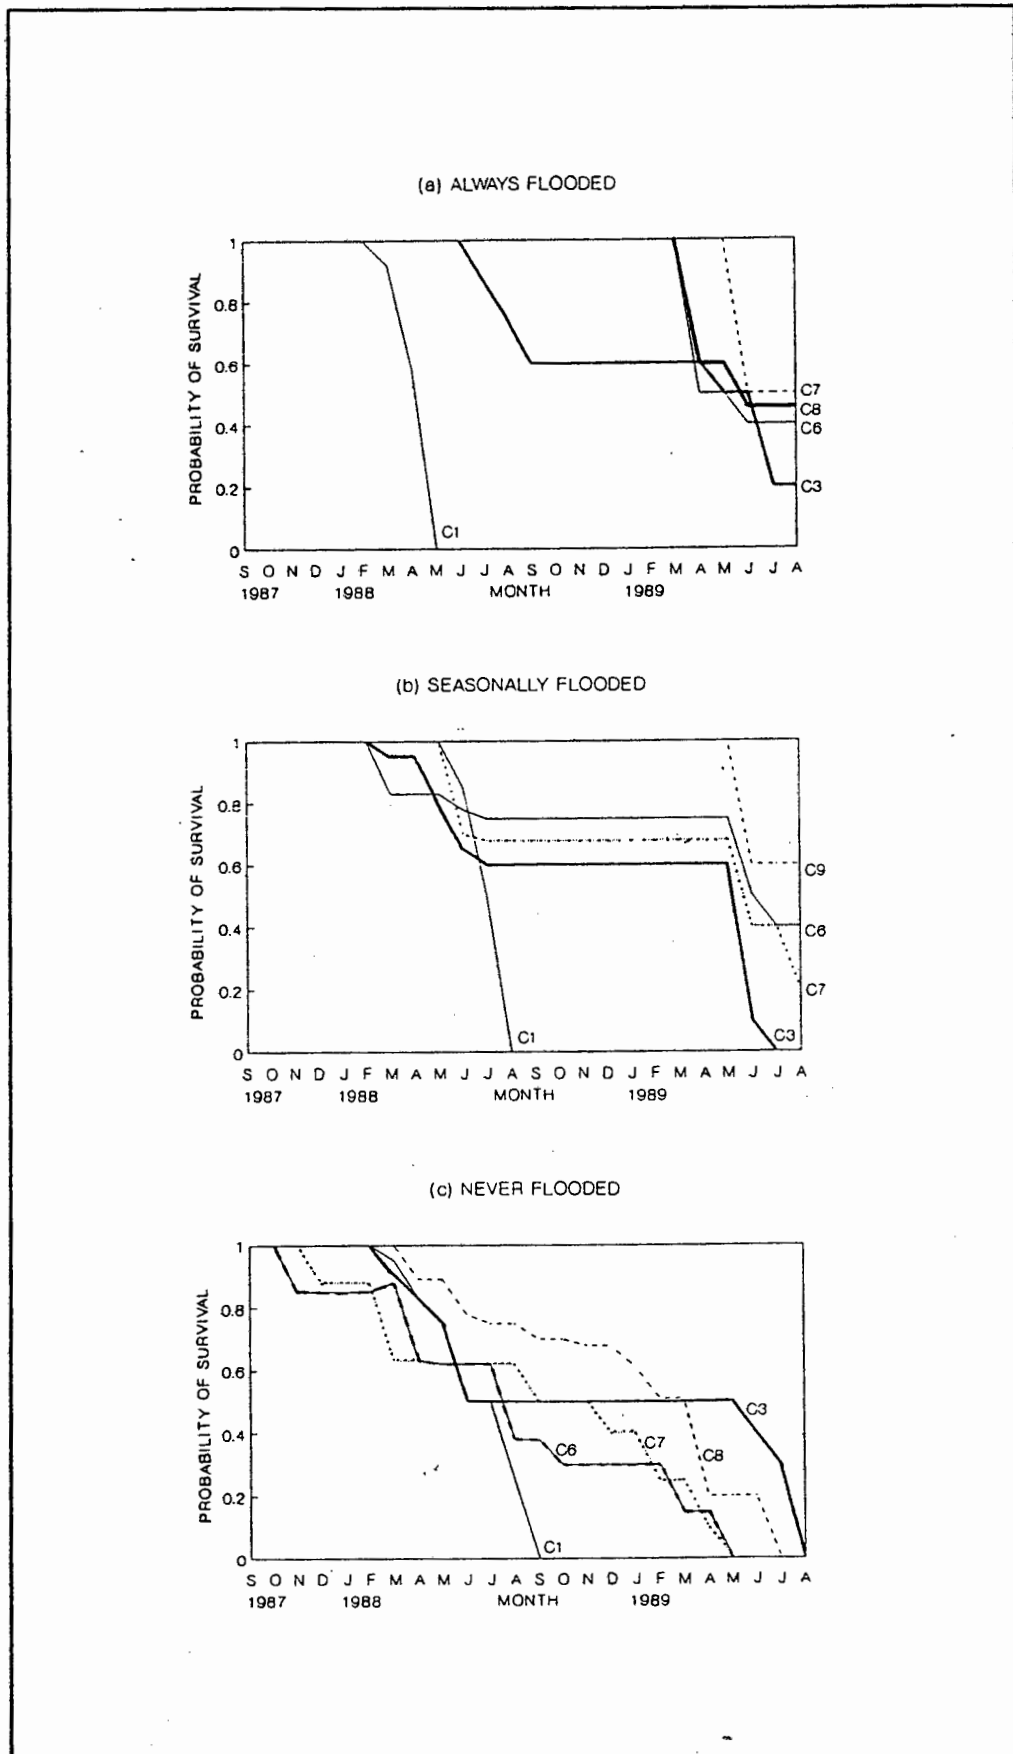 (a) ALWAYS FLOODED
PROBABILITY OF SURVIVAL
1
0.8
0.6
0.4
0.2
0
C7
C8
C6
C3
C1
S O N D J F M A M J J A S O N D J F M A M J J A
1987 1988 MONTH 1989
(b) SEASONALLY FLOODED
PROBABILITY OF SURVIVAL
1
0.8
0.6
0.4
0.2
0
C9
C6
C7
C1
C3
S O N D J F M A M J J A S O N D J F M A M J J A
1987 1988 MONTH 1989
(c) NEVER FLOODED
PROBABILITY OF SURVIVAL
1
0.8
0.6
0.4
0.2
0
C3
C6
C7
C8
C1
S O N D J F M A M J J A S O N D J F M A M J J A
1987 1988 MONTH 1989